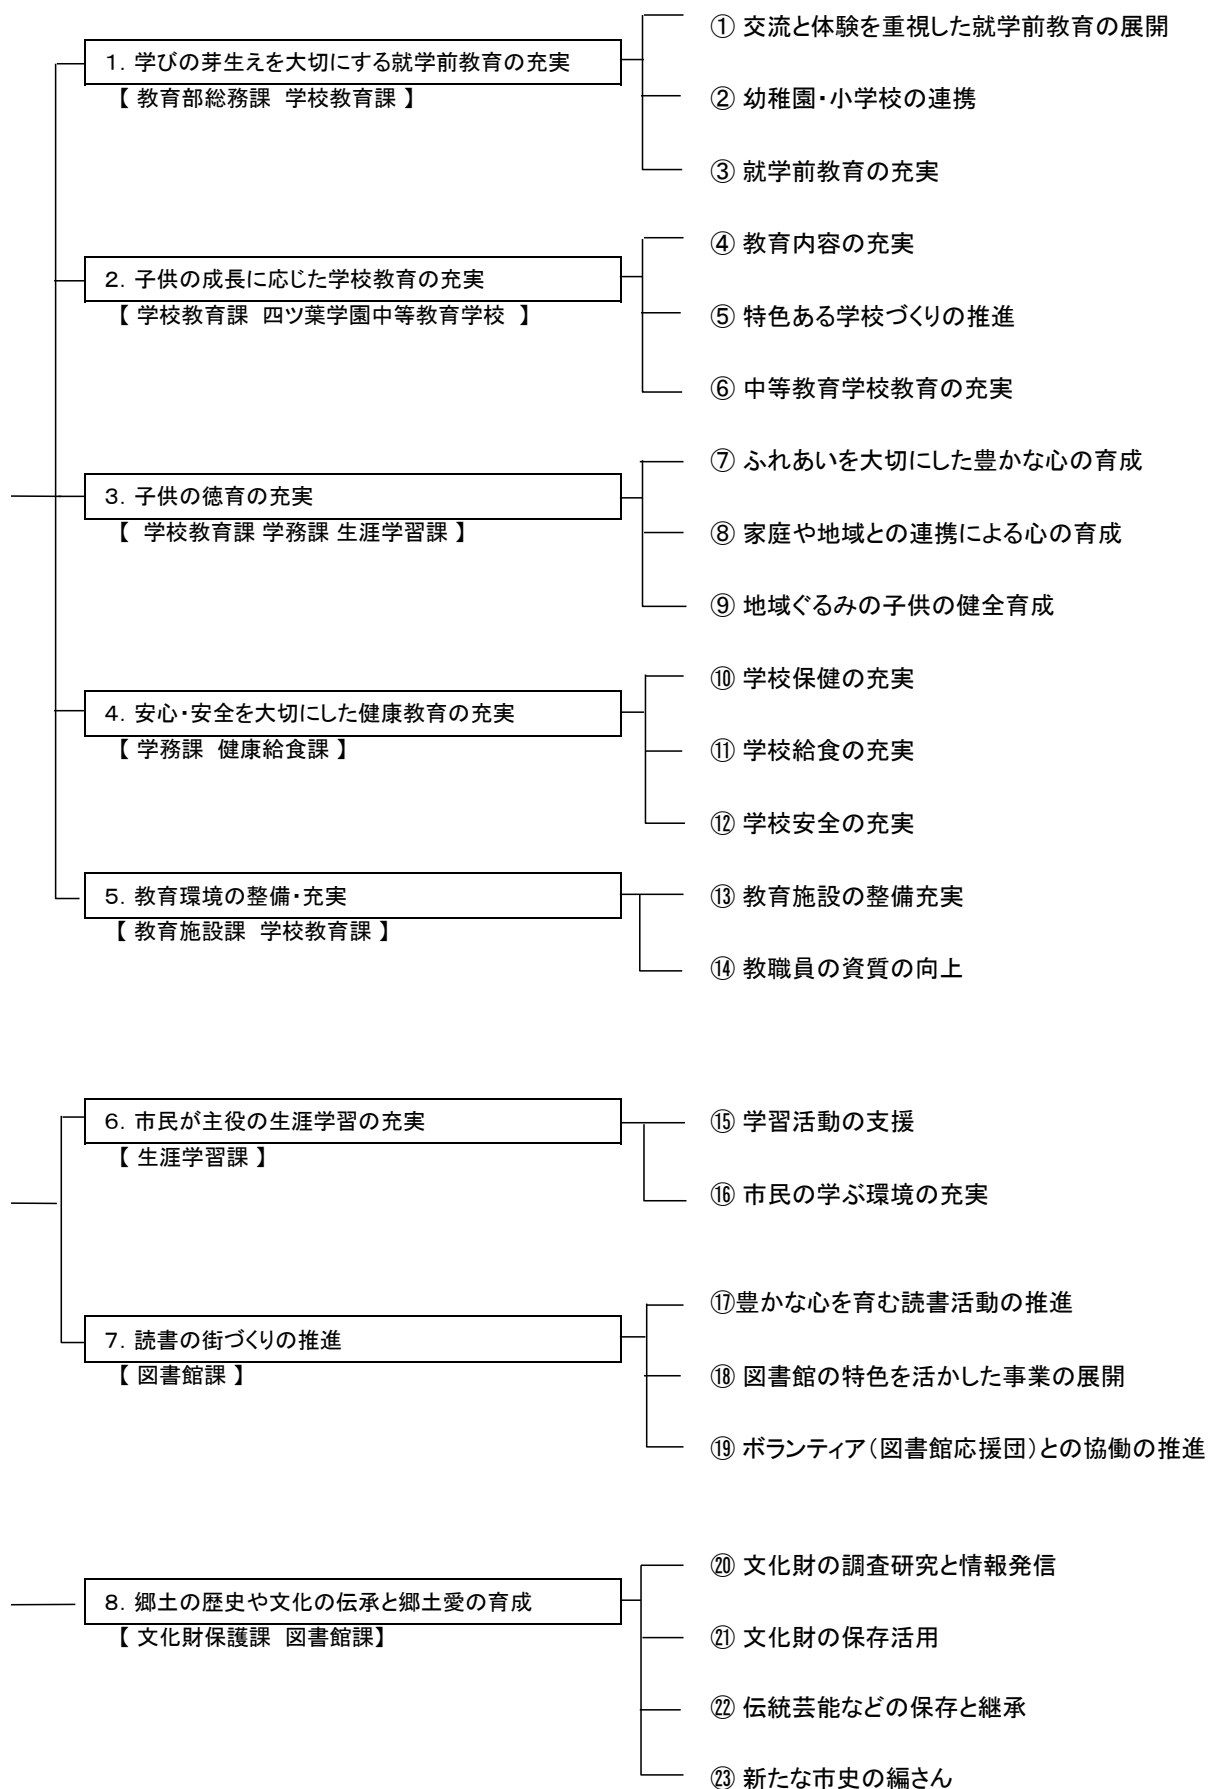 ① 交流と体験を重視した就学前教育の展開
1．学びの芽生えを大切にする就学前教育の充実
【 教育部総務課　学校教育課 】
② 幼稚園・小学校の連携
③ 就学前教育の充実
④ 教育内容の充実
2．子供の成長に応じた学校教育の充実
【 学校教育課　四ツ葉学園中等教育学校　】
⑤ 特色ある学校づくりの推進
⑥ 中等教育学校教育の充実
⑦ ふれあいを大切にした豊かな心の育成
3．子供の徳育の充実
【　学校教育課 学務課 生涯学習課 】
⑧ 家庭や地域との連携による心の育成
⑨ 地域ぐるみの子供の健全育成
⑩ 学校保健の充実
4．安心・安全を大切にした健康教育の充実
【 学務課　健康給食課 】
⑪ 学校給食の充実
⑫ 学校安全の充実
5．教育環境の整備・充実
⑬ 教育施設の整備充実
【 教育施設課　学校教育課 】
⑭ 教職員の資質の向上
6．市民が主役の生涯学習の充実
⑮ 学習活動の支援
【 生涯学習課 】
⑯ 市民の学ぶ環境の充実
⑰豊かな心を育む読書活動の推進
7．読書の街づくりの推進
【 図書館課 】
⑱ 図書館の特色を活かした事業の展開
⑲ ボランティア（図書館応援団）との協働の推進
⑳ 文化財の調査研究と情報発信
8．郷土の歴史や文化の伝承と郷土愛の育成
【 文化財保護課　図書館課】
㉑ 文化財の保存活用
㉒ 伝統芸能などの保存と継承
㉓ 新たな市史の編さん